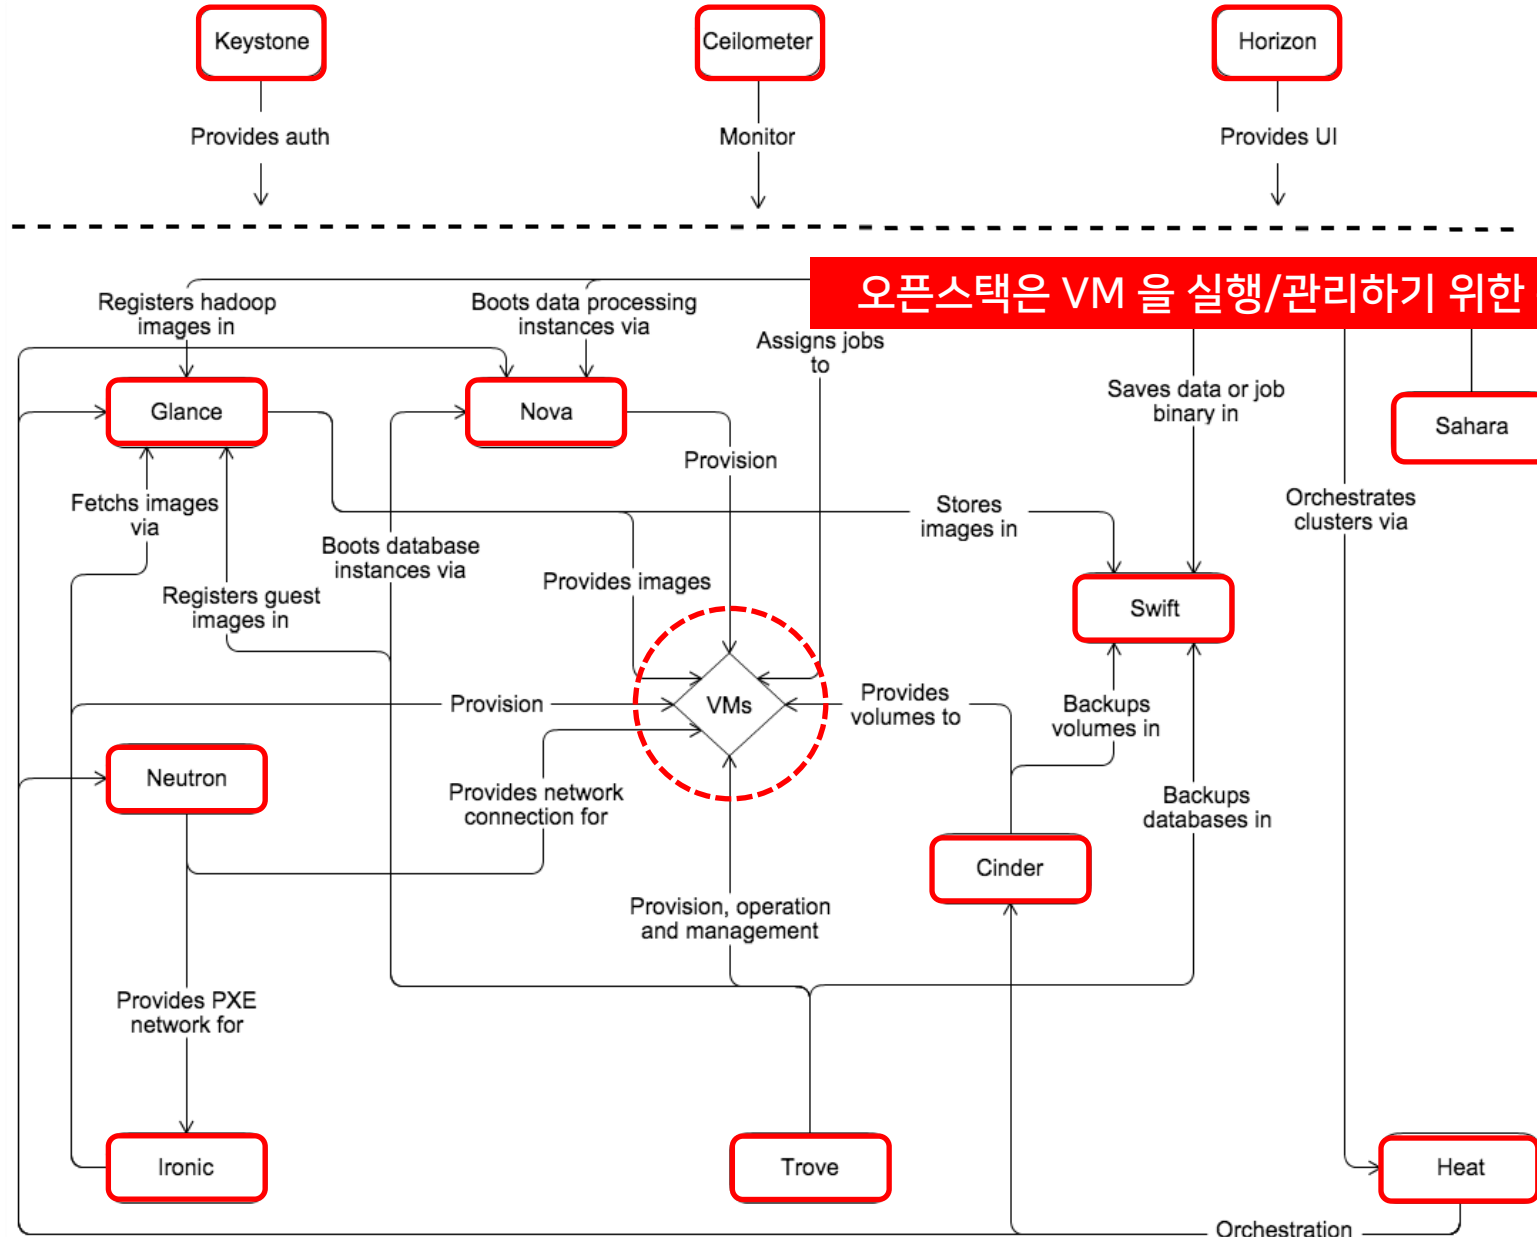 Keystone
Ceilometer
Horizon
Provides auth
Monitor
Provides UI
오픈스택은 VM 을 실행/관리하기 위한
Registers hadoop
images in
Boots data processing
instances via
Assigns jobs
to
Saves data or job
binary in
Glance
Nova
Sahara
Provision
Fetchs images
via
Stores
images in
Orchestrates
clusters via
Boots database
instances via
Provides images
Registers guest
images in
Swift
Provision
VMs
Provides
volumes to
Backups
volumes in
Neutron
Provides network
connection for
Backups
databases in
Cinder
Provision, operation
and management
Provides PXE
network for
Ironic
Trove
Heat
Orchestration